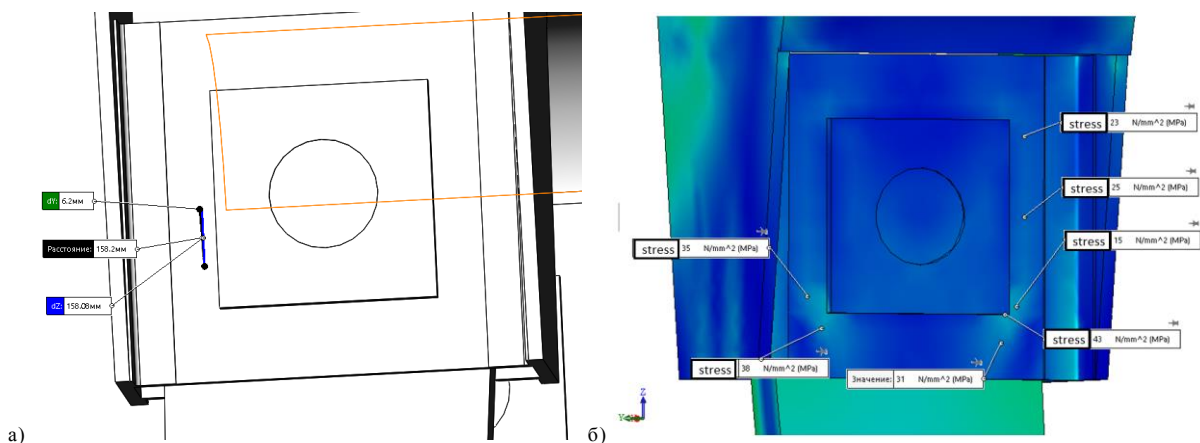 dY: 6.2мм
Расстояние: 158.2мм
dZ: 158.08мм
а)
stress 23 N/mm^2 (MPa)
stress 25 N/mm^2 (MPa)
stress 15 N/mm^2 (MPa)
stress 35 N/mm^2 (MPa)
stress 43 N/mm^2 (MPa)
stress 38 N/mm^2 (MPa)
Значение: 31 N/mm^2 (MPa)
Z
Y
б)